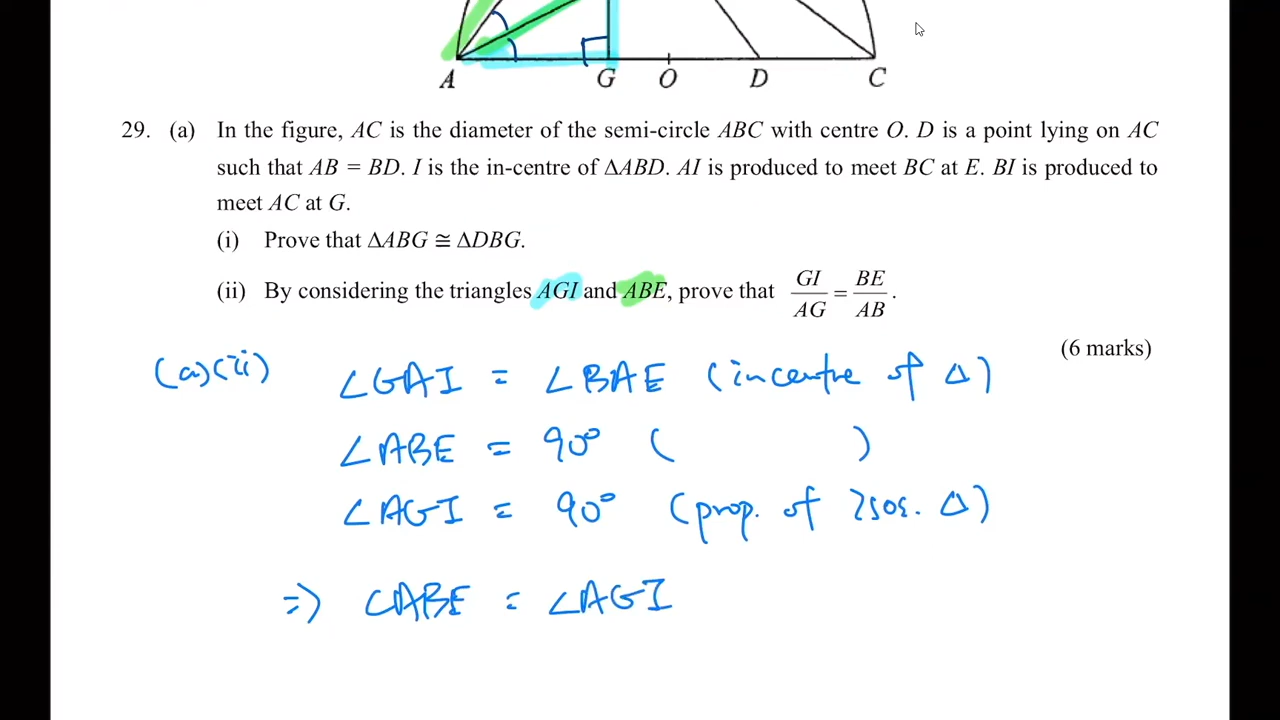 A G O D C
29. (a) In the figure, AC is the diameter of the semi-circle ABC with centre O. D is a point lying on AC
such that AB = BD. I is the in-centre of ΔABD. AI is produced to meet BC at E. BI is produced to
meet AC at G.
(i) Prove that ΔABG ≅ ΔDBG.
(ii) By considering the triangles AGI and ABE, prove that GI/AG = BE/AB.
(6 marks)
(a)(ii) ∠GAI = ∠BAE (incentre of Δ)
∠ABE = 90° ( )
∠AGI = 90° (prop. of isos. Δ)
=> ∠ABE = ∠AGI